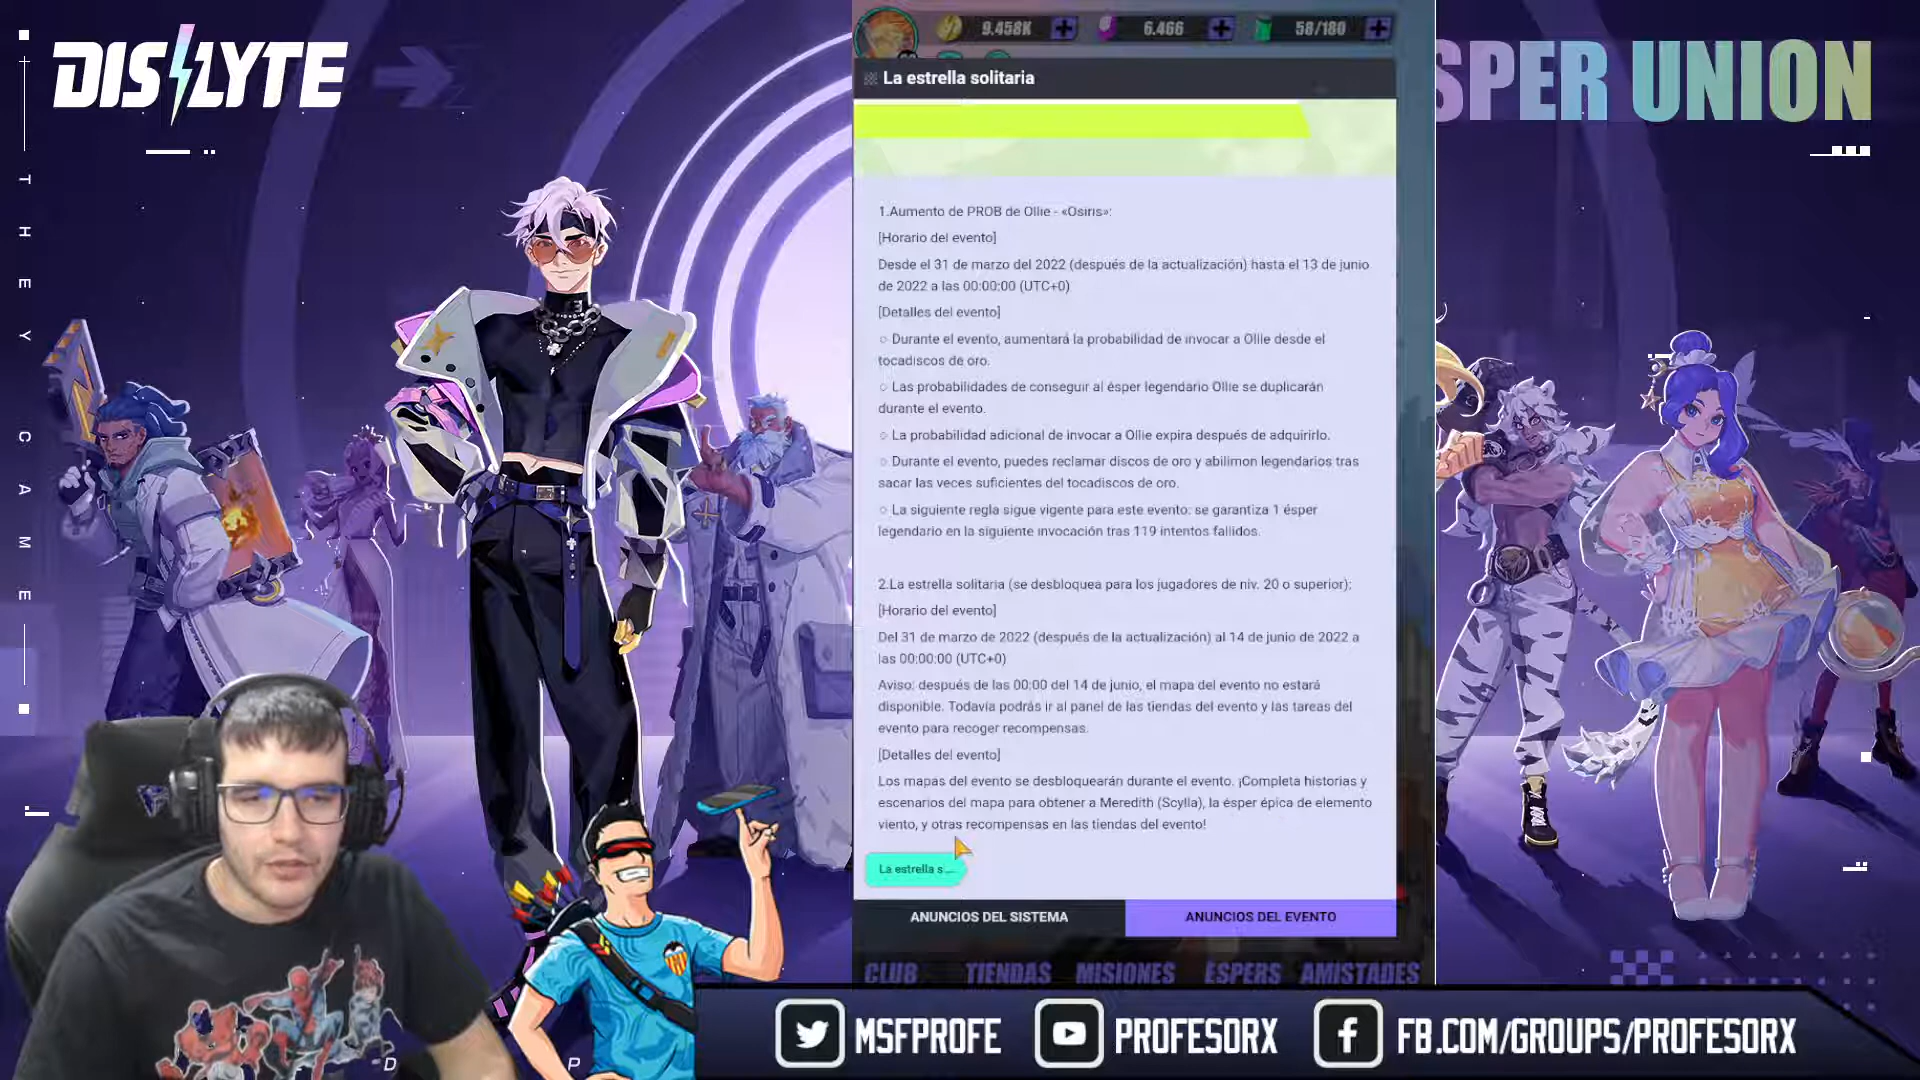 DISLYTE
THEY CAME
9.458K
6.466
58/180
SPER UNION
La estrella solitaria
1.Aumento de PROB de Ollie - «Osiris»:
[Horario del evento]
Desde el 31 de marzo del 2022 (después de la actualización) hasta el 13 de junio
de 2022 a las 00:00:00 (UTC+0)
[Detalles del evento]
○ Durante el evento, aumentará la probabilidad de invocar a Ollie desde el
tocadiscos de oro.
○ Las probabilidades de conseguir al ésper legendario Ollie se duplicarán
durante el evento.
○ La probabilidad adicional de invocar a Ollie expira después de adquirirlo.
○ Durante el evento, puedes reclamar discos de oro y abilimon legendarios tras
sacar las veces suficientes del tocadiscos de oro.
○ La siguiente regla sigue vigente para este evento: se garantiza 1 ésper
legendario en la siguiente invocación tras 119 intentos fallidos.
2.La estrella solitaria (se desbloquea para los jugadores de niv. 20 o superior):
[Horario del evento]
Del 31 de marzo de 2022 (después de la actualización) al 14 de junio de 2022 a
las 00:00:00 (UTC+0)
Aviso: después de las 00:00 del 14 de junio, el mapa del evento no estará
disponible. Todavía podrás ir al panel de las tiendas del evento y las tareas del
evento para recoger recompensas.
[Detalles del evento]
Los mapas del evento se desbloquearán durante el evento. ¡Completa historias y
escenarios del mapa para obtener a Meredith (Scylla), la ésper épica de elemento
viento, y otras recompensas en las tiendas del evento!
La estrella s...
ANUNCIOS DEL SISTEMA
ANUNCIOS DEL EVENTO
CLUB TIENDAS MISIONES ESPERS AMISTADES
D P
MSFPROFE
PROFESORX
FB.COM/GROUPS/PROFESORX